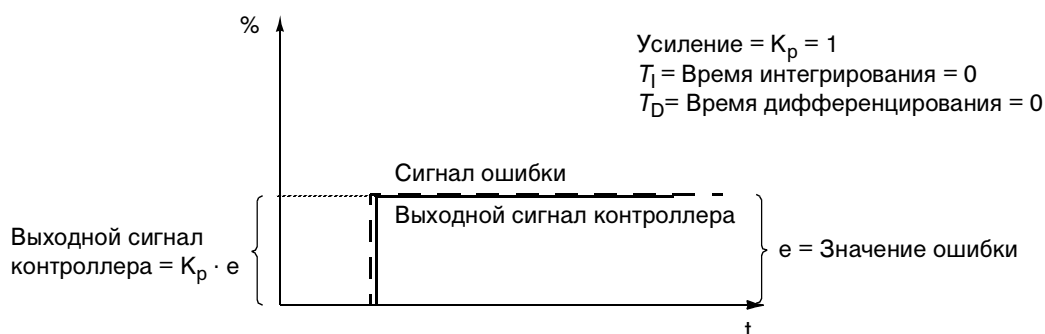 %
Усиление = Kp = 1
TI = Время интегрирования = 0
TD= Время дифференцирования = 0
Сигнал ошибки
Выходной сигнал контроллера
Выходной сигнал
контроллера = Kp · e
e = Значение ошибки
t